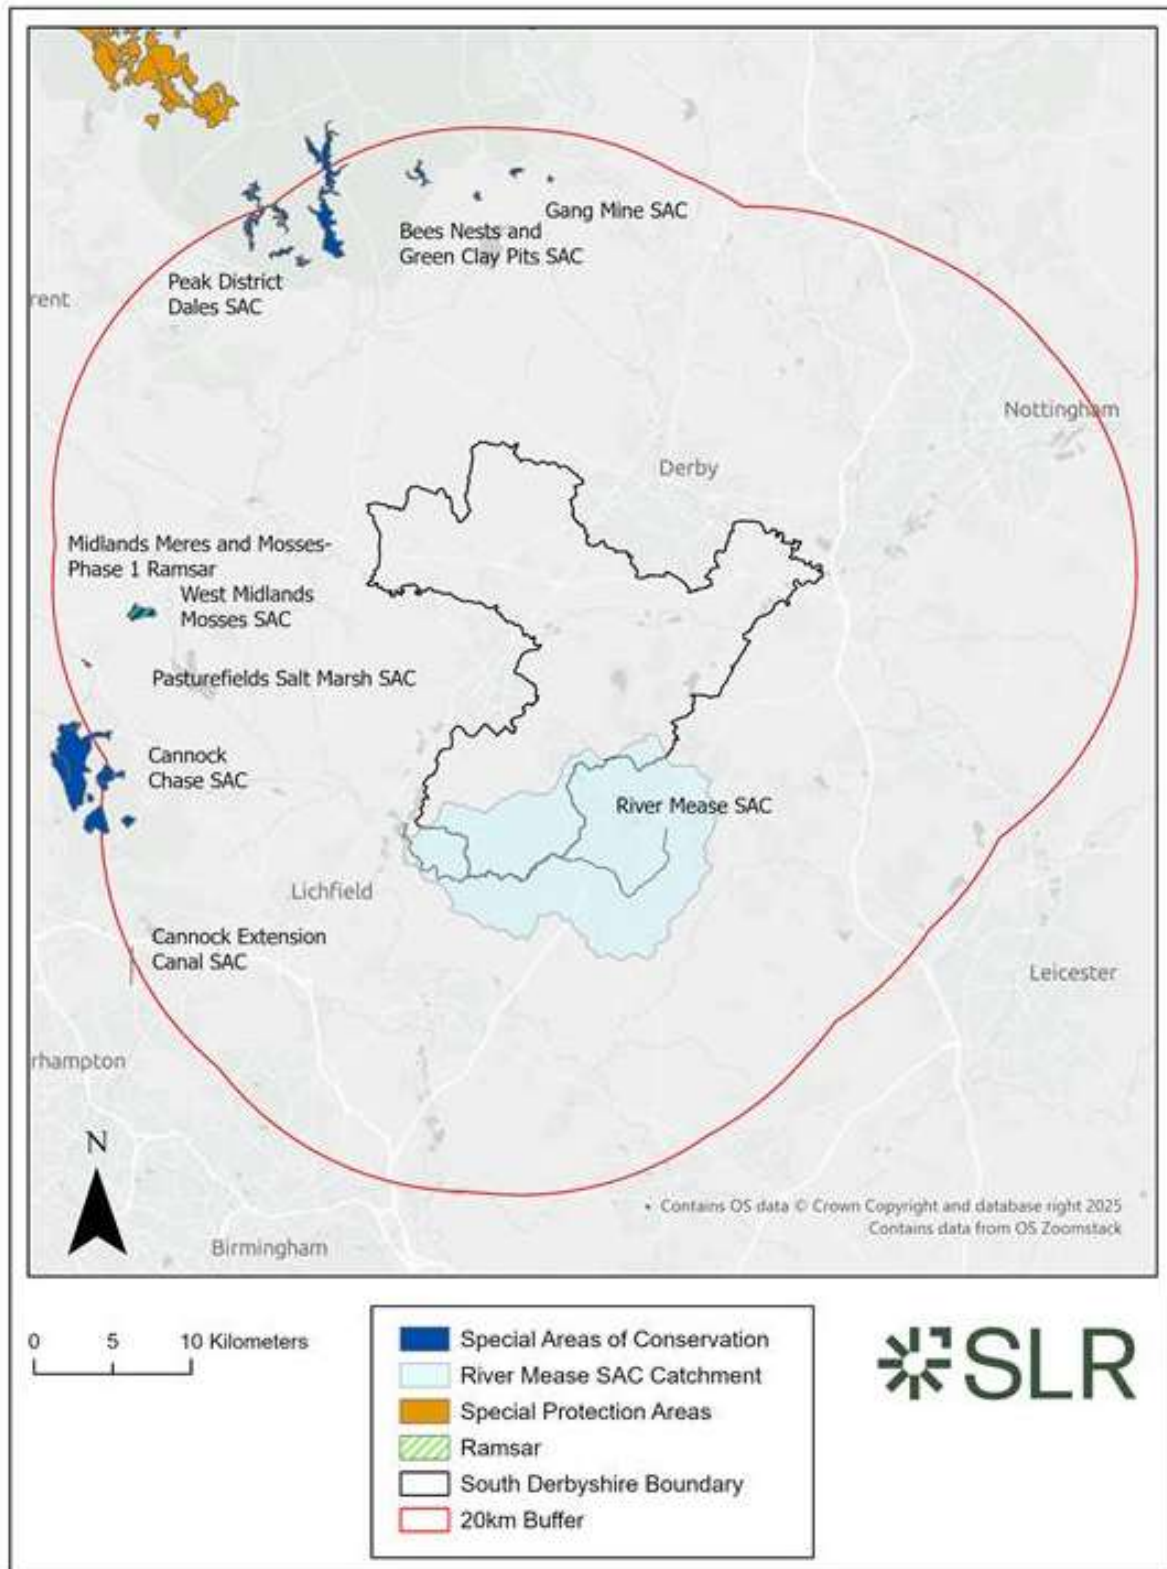 Gang Mine SAC
Bees Nests and
Green Clay Pits SAC
Peak District
Dales SAC
rent
Nottingham
Derby
Midlands Meres and Mosses-
Phase 1 Ramsar
West Midlands
Mosses SAC
Pasturefields Salt Marsh SAC
Cannock
Chase SAC
River Mease SAC
Lichfield
Cannock Extension
Canal SAC
Leicester
rhampton
N
• Contains OS data © Crown Copyright and database right 2025
Contains data from OS Zoomstack
Birmingham
0 5 10 Kilometers
Special Areas of Conservation
River Mease SAC Catchment
Special Protection Areas
Ramsar
South Derbyshire Boundary
20km Buffer
SLR